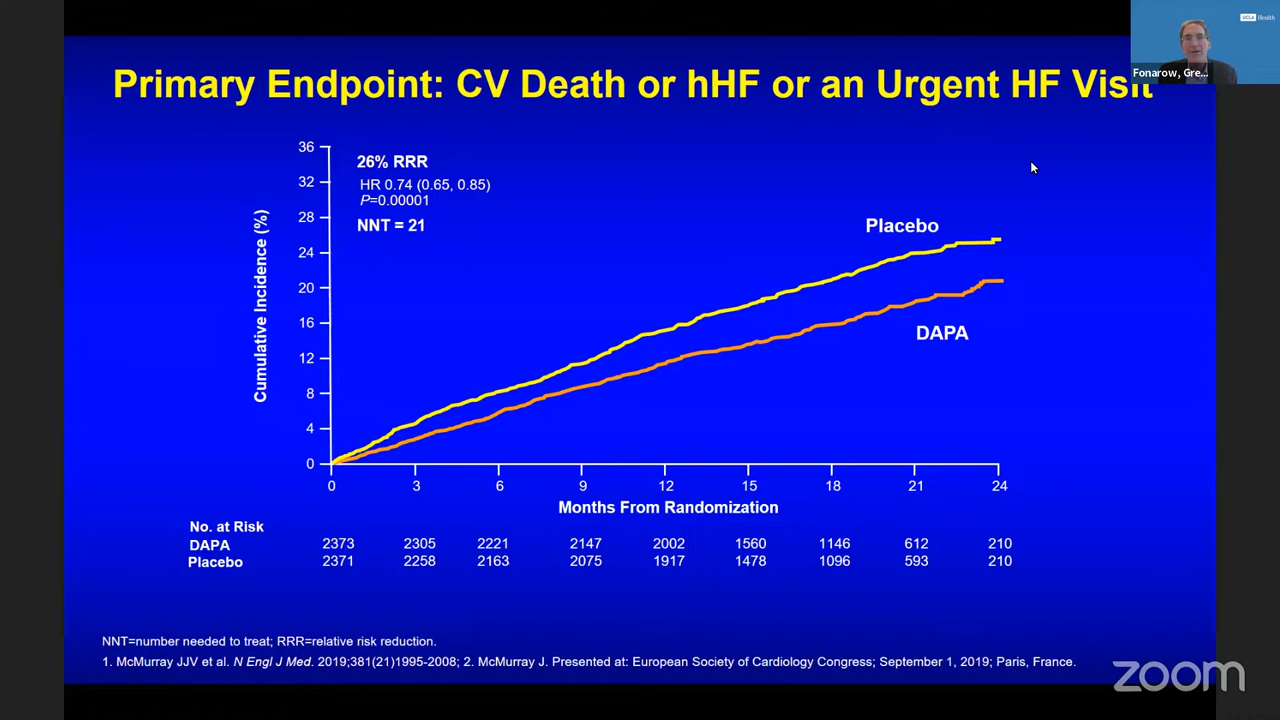 UCLA Health
Fonarow, Gre...
Primary Endpoint: CV Death or hHF or an Urgent HF Visit
36
32
28
24
20
16
12
8
4
0
Cumulative Incidence (%)
26% RRR
HR 0.74 (0.65, 0.85)
P=0.00001
NNT = 21
Placebo
DAPA
0 3 6 9 12 15 18 21 24
Months From Randomization
No. at Risk
DAPA 2373 2305 2221 2147 2002 1560 1146 612 210
Placebo 2371 2258 2163 2075 1917 1478 1096 593 210
NNT=number needed to treat; RRR=relative risk reduction.
1. McMurray JJV et al. N Engl J Med. 2019;381(21)1995-2008; 2. McMurray J. Presented at: European Society of Cardiology Congress; September 1, 2019; Paris, France.
zoom